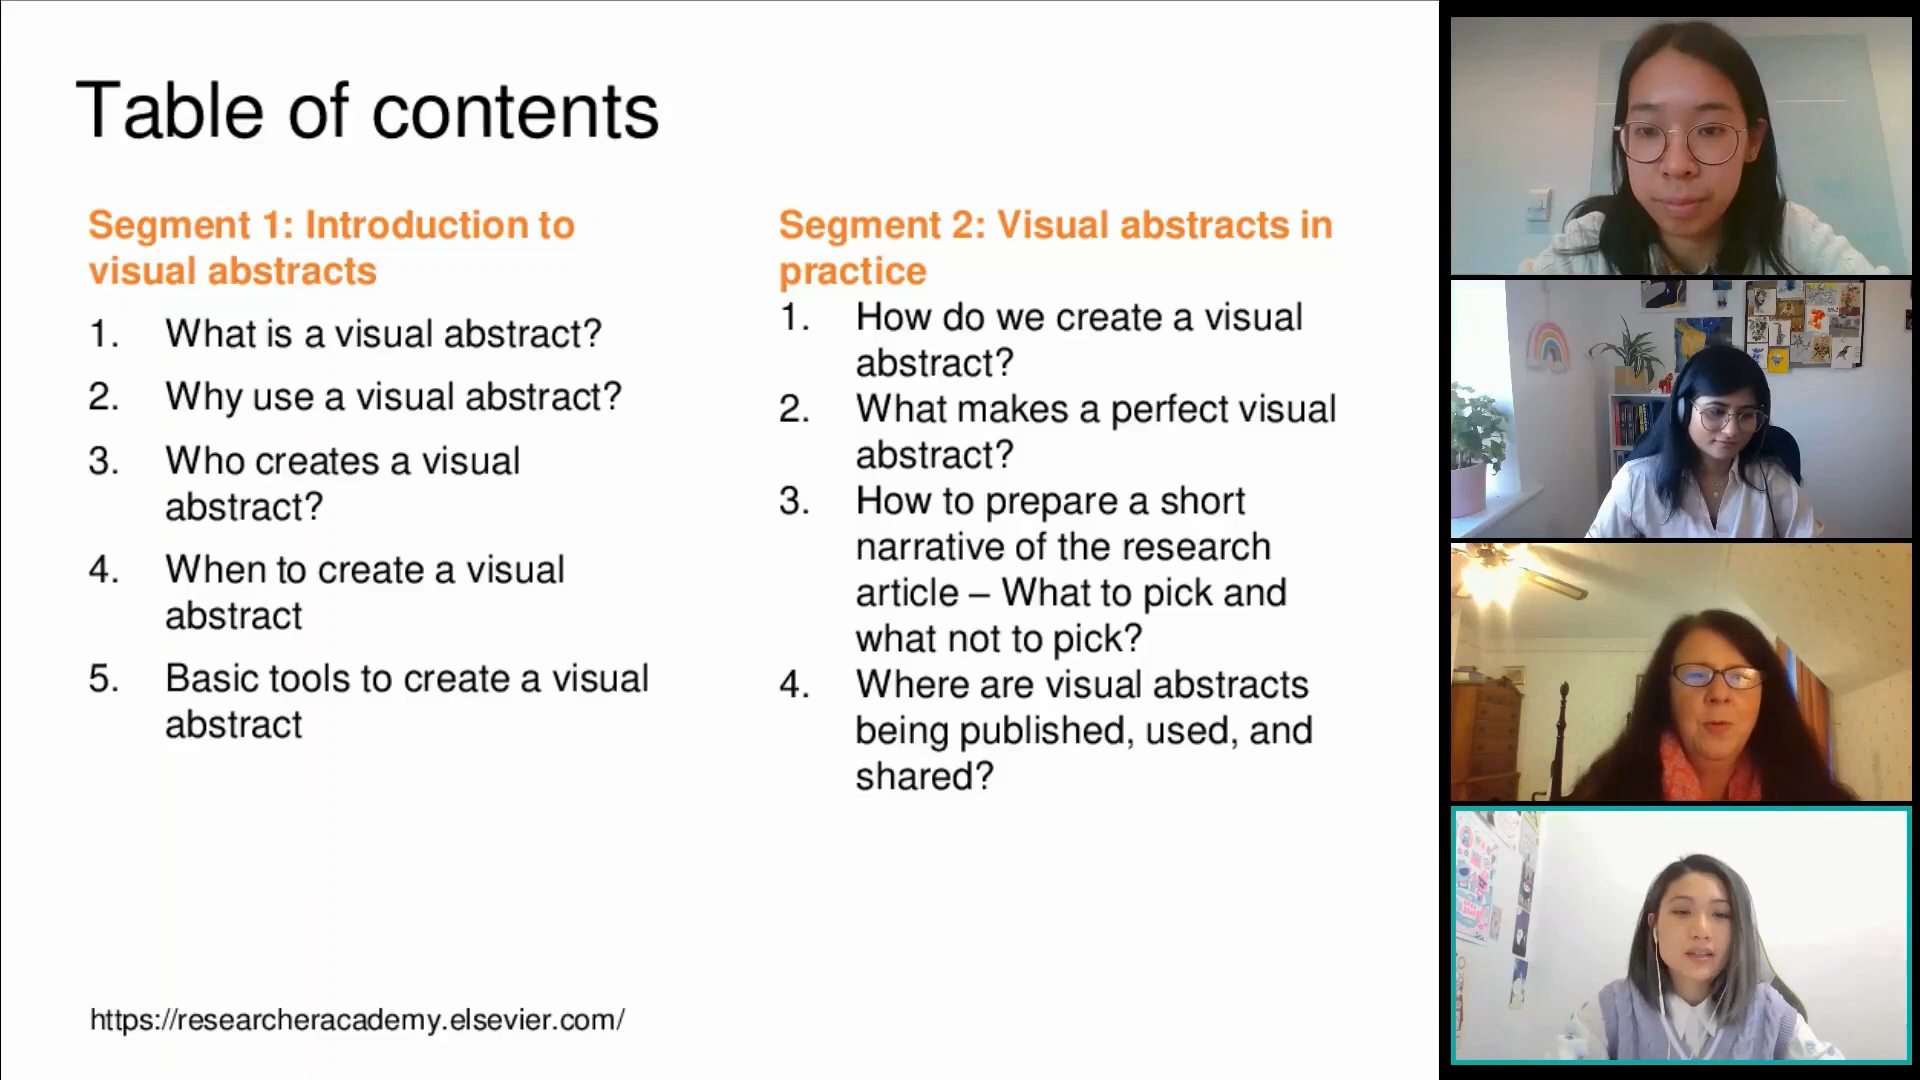 Table of contents
Segment 1: Introduction to
visual abstracts
1. What is a visual abstract?
2. Why use a visual abstract?
3. Who creates a visual
abstract?
4. When to create a visual
abstract
5. Basic tools to create a visual
abstract
Segment 2: Visual abstracts in
practice
1. How do we create a visual
abstract?
2. What makes a perfect visual
abstract?
3. How to prepare a short
narrative of the research
article – What to pick and
what not to pick?
4. Where are visual abstracts
being published, used, and
shared?
https://researcheracademy.elsevier.com/